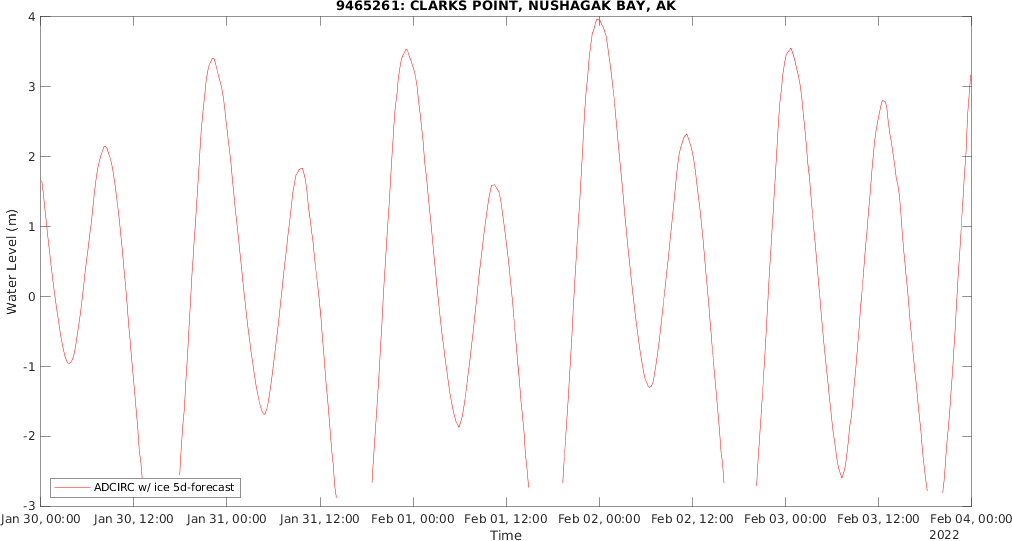 9465261: CLARKS POINT, NUSHAGAK BAY, AK
4
3
2
1
0
-1
-2
-3
Water Level (m)
ADCIRC w/ ice 5d-forecast
Jan 30, 00:00 Jan 30, 12:00 Jan 31, 00:00 Jan 31, 12:00 Feb 01, 00:00 Feb 01, 12:00 Feb 02, 00:00 Feb 02, 12:00 Feb 03, 00:00 Feb 03, 12:00 Feb 04, 00:00
Time
2022